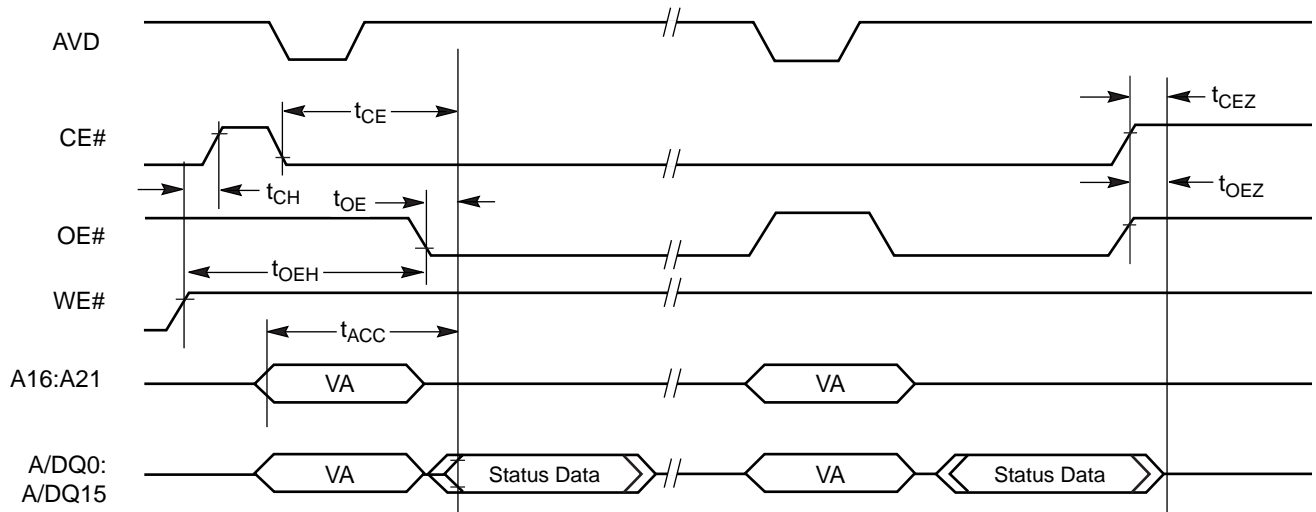 AVD
tCE
tCEZ
CE#
tCH
tOE
tOEZ
OE#
tOEH
WE#
tACC
A16:A21
VA
VA
A/DQ0:
A/DQ15
VA
Status Data
VA
Status Data